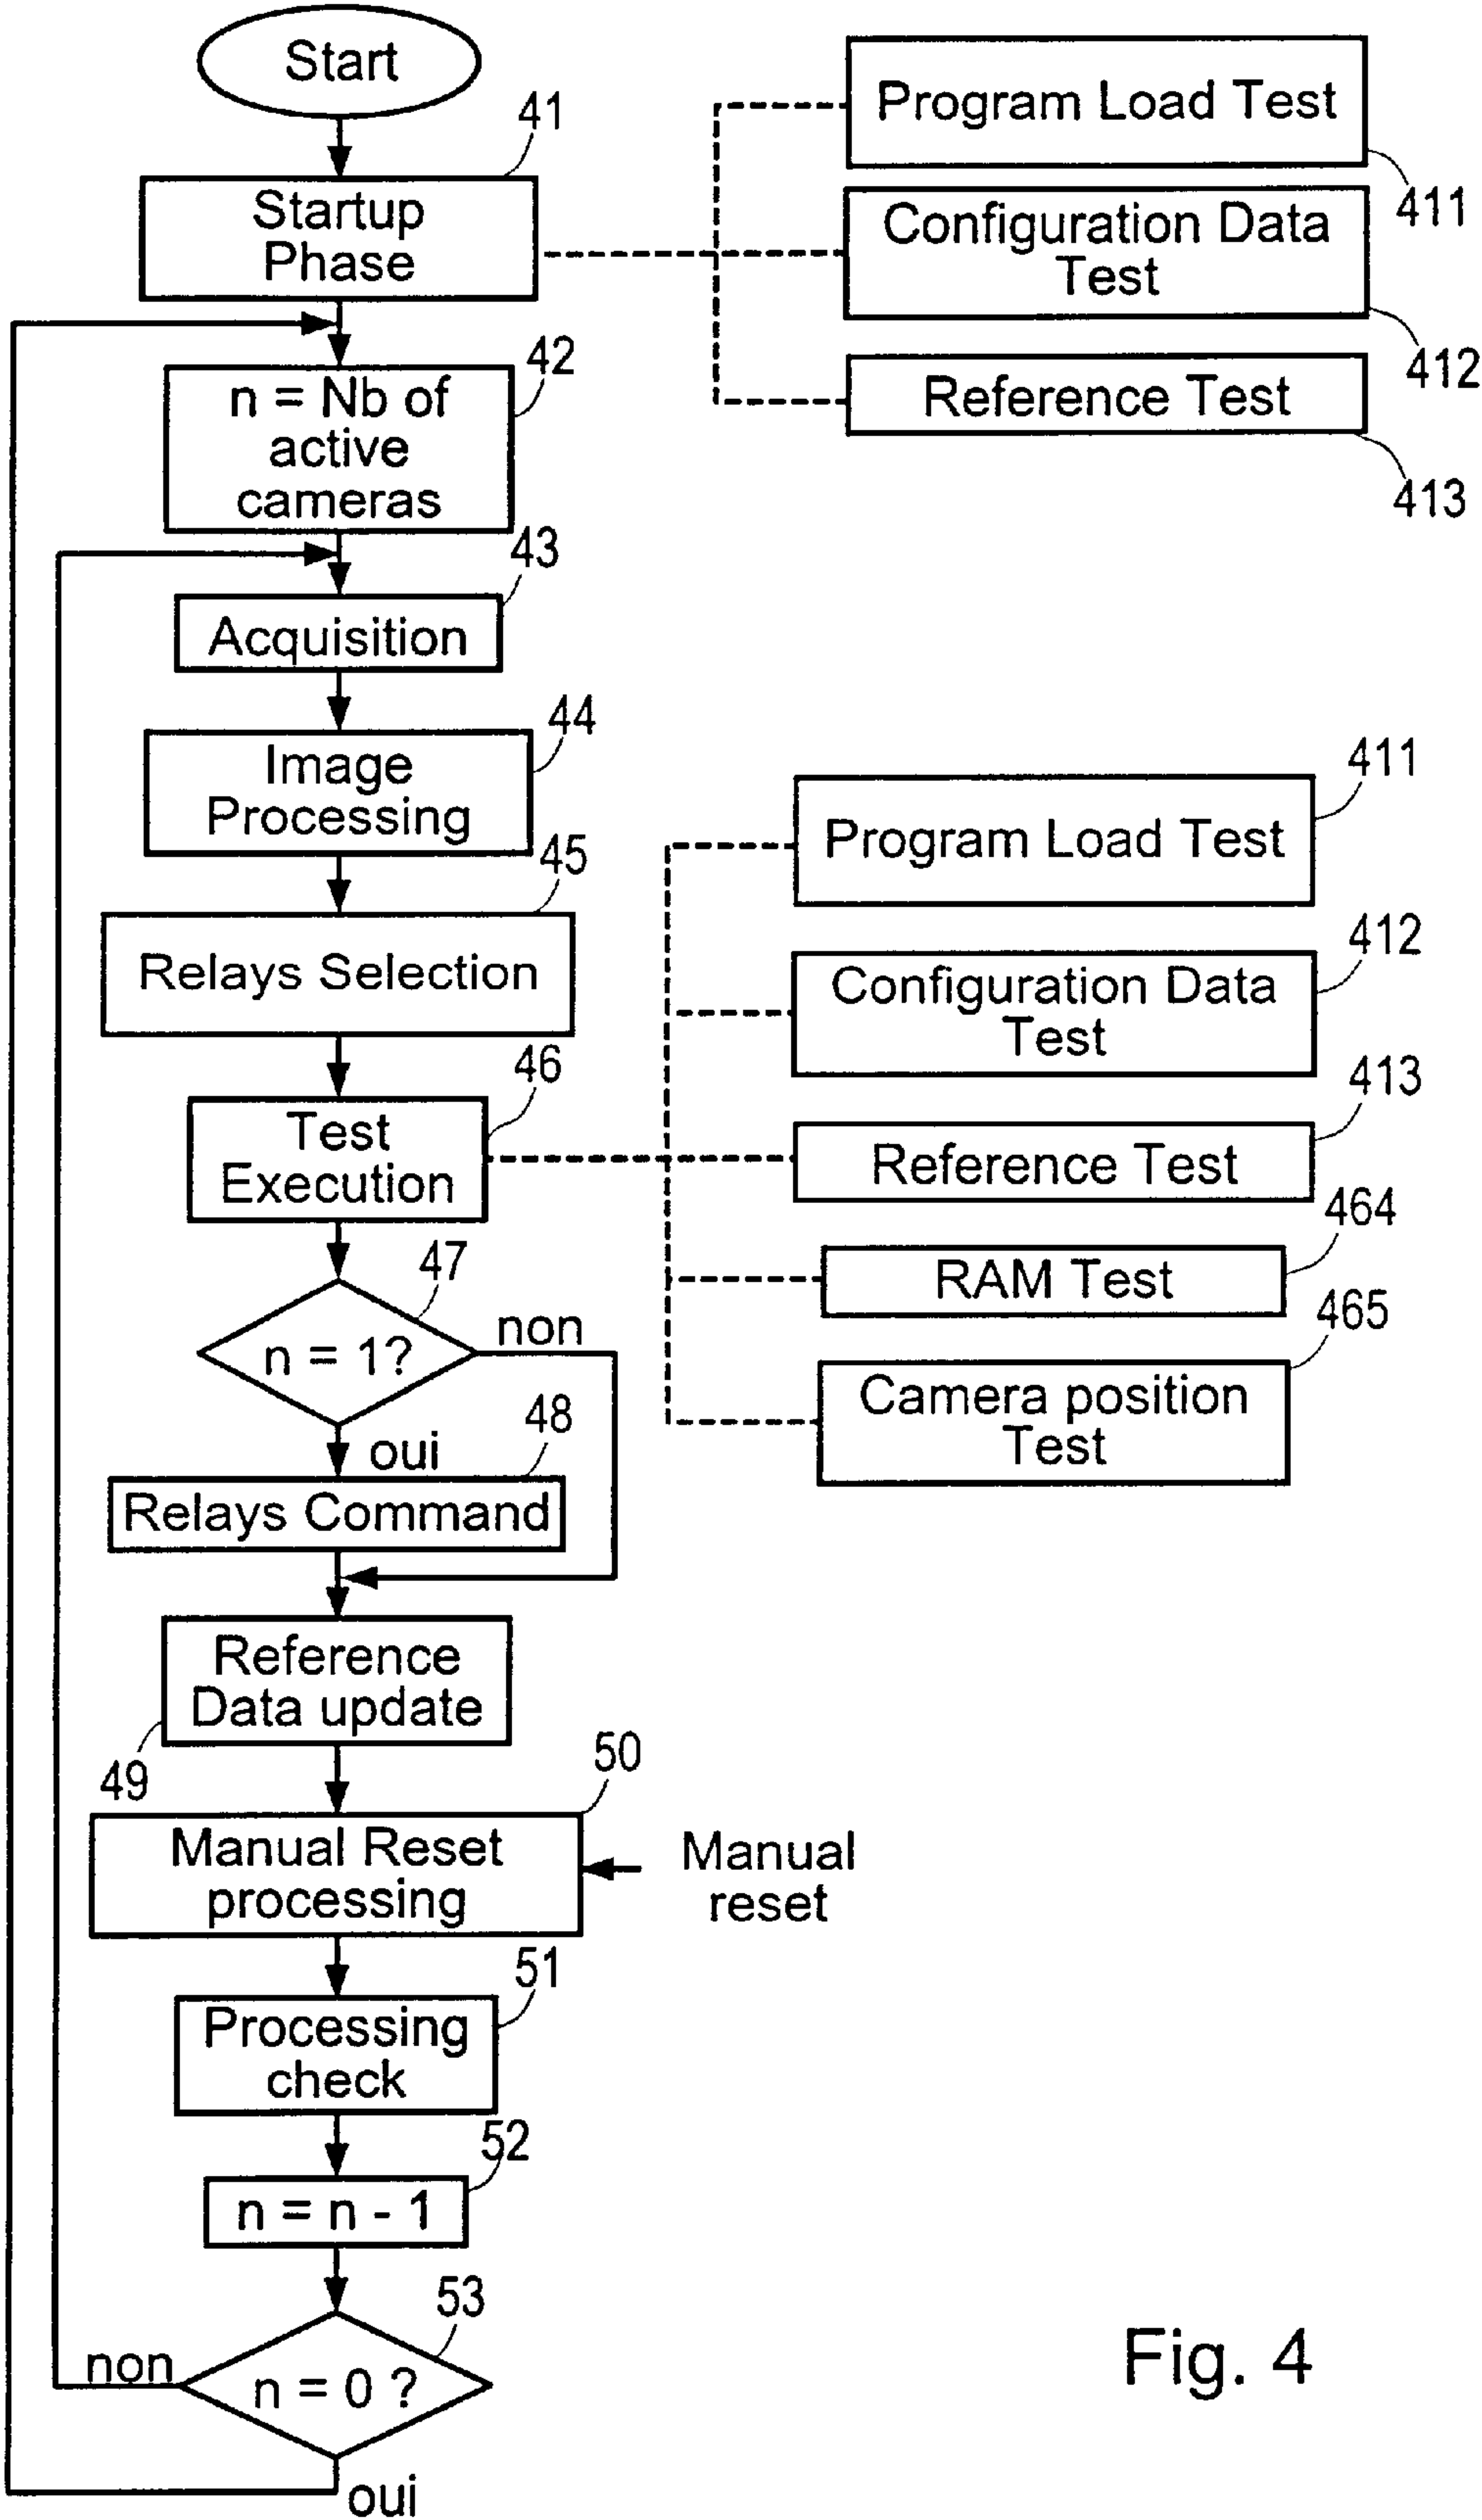 Start
41
Startup
Phase
Program Load Test
411
Configuration Data
Test
412
Reference Test
413
42
n = Nb of
active
cameras
43
Acquisition
44
Image
Processing
45
Relays Selection
46
Test
Execution
411
Program Load Test
412
Configuration Data
Test
413
Reference Test
464
RAM Test
465
Camera position
Test
47
n = 1?
non
oui
48
Relays Command
Reference
Data update
49
50
Manual Reset
processing
Manual
reset
51
Processing
check
52
n = n - 1
53
n = 0 ?
non
oui
Fig. 4